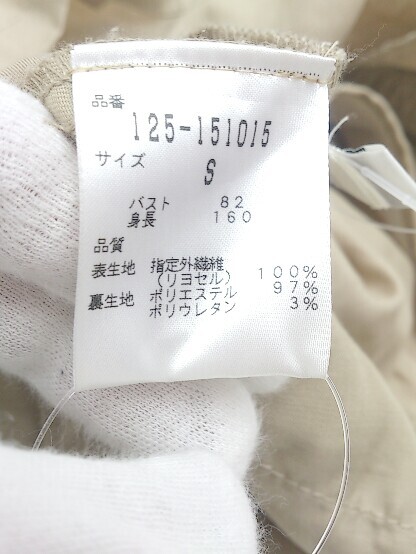 品番
125-151015
サイズ
S
バスト 82
身長 160
品質
表生地 指定外繊維
(リヨセル) 100%
裏生地 ポリエステル 97%
ポリウレタン 3%